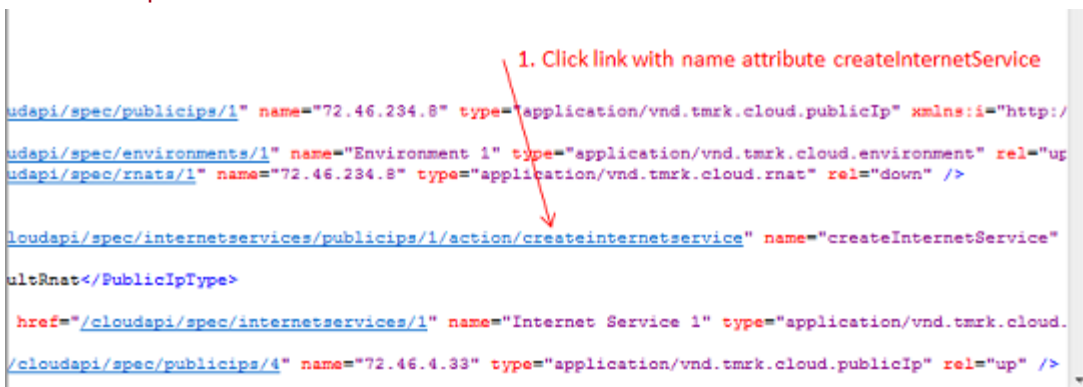 1. Click link with name attribute createInternetService
udapi/spec/publicips/1" name="72.46.234.8" type="application/vnd.tmrk.cloud.publicIp" xmlns:i="http:/
udapi/spec/environments/1" name="Environment 1" type="application/vnd.tmrk.cloud.environment" rel="up
udapi/spec/rnats/1" name="72.46.234.8" type="application/vnd.tmrk.cloud.rnat" rel="down" />
loudapi/spec/internetservices/publicips/1/action/createinternetservice" name="createInternetService"
ultRnat</PublicIpType>
href="/cloudapi/spec/internetservices/1" name="Internet Service 1" type="application/vnd.tmrk.cloud.
/cloudapi/spec/publicips/4" name="72.46.4.33" type="application/vnd.tmrk.cloud.publicIp" rel="up" />